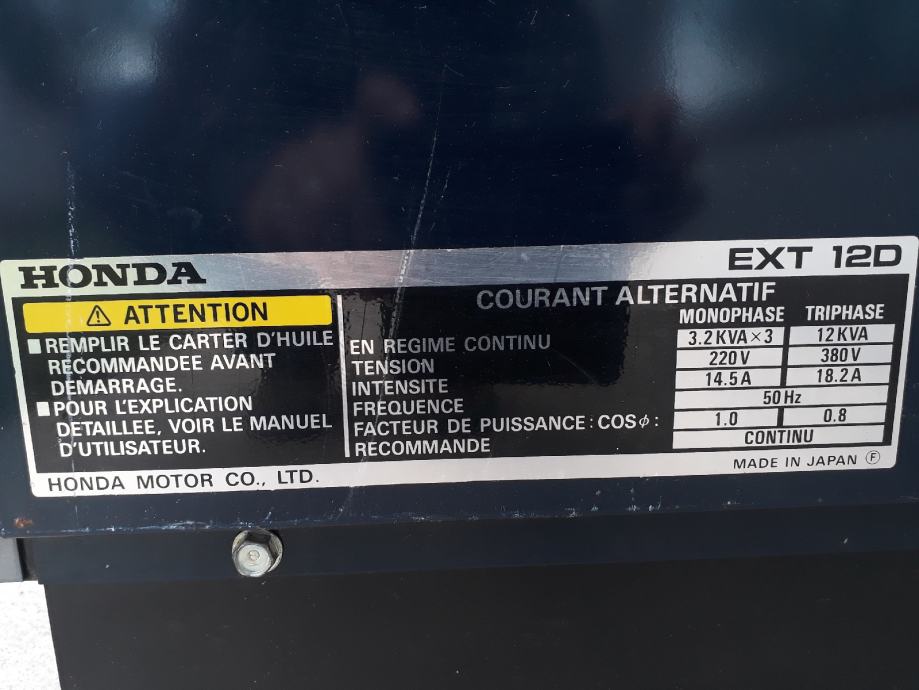 HONDA
EXT 12D
⚠ ATTENTION
■ REMPLIR LE CARTER D'HUILE
RECOMMANDEE AVANT
DEMARRAGE.
■ POUR L'EXPLICATION
DETAILLEE, VOIR LE MANUEL
D'UTILISATEUR.
COURANT ALTERNATIF
MONOPHASE TRIPHASE
EN REGIME CONTINU 3.2 KVA × 3 12 KVA
TENSION 220 V 380 V
INTENSITE 14.5 A 18.2 A
FREQUENCE 50 Hz
FACTEUR DE PUISSANCE : COS φ : 1.0 0.8
RECOMMANDE CONTINU
HONDA MOTOR CO., LTD.
MADE IN JAPAN Ⓕ